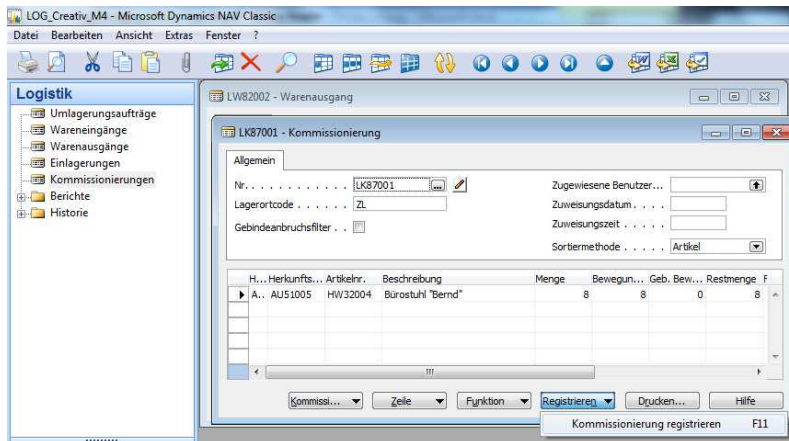 LOG_Creativ_M4 - Microsoft Dynamics NAV Classic
Datei Bearbeiten Ansicht Extras Fenster ?
Logistik
Umlagerungsaufträge
Wareneingänge
Warenausgänge
Einlagerungen
Kommissionierungen
Berichte
Historie
LW82002 - Warenausgang
LK87001 - Kommissionierung
Allgemein
Nr. . . . . . . . . . . . . LK87001 ... Zugewiesene Benutzer...
Lagerortcode . . . . . . ZL Zuweisungsdatum . . . .
Gebindeanbruchsfilter . . Zuweisungszeit . . . . .
Sortiermethode . . . . . Artikel
H... Herkunfts... Artikelnr. Beschreibung Menge Bewegun... Geb. Bew... Restmenge F
A.. AU51005 HW32004 Bürostuhl "Bernd" 8 8 0 8
Kommissi... Zeile Funktion Registrieren Drucken... Hilfe
Kommissionierung registrieren F11